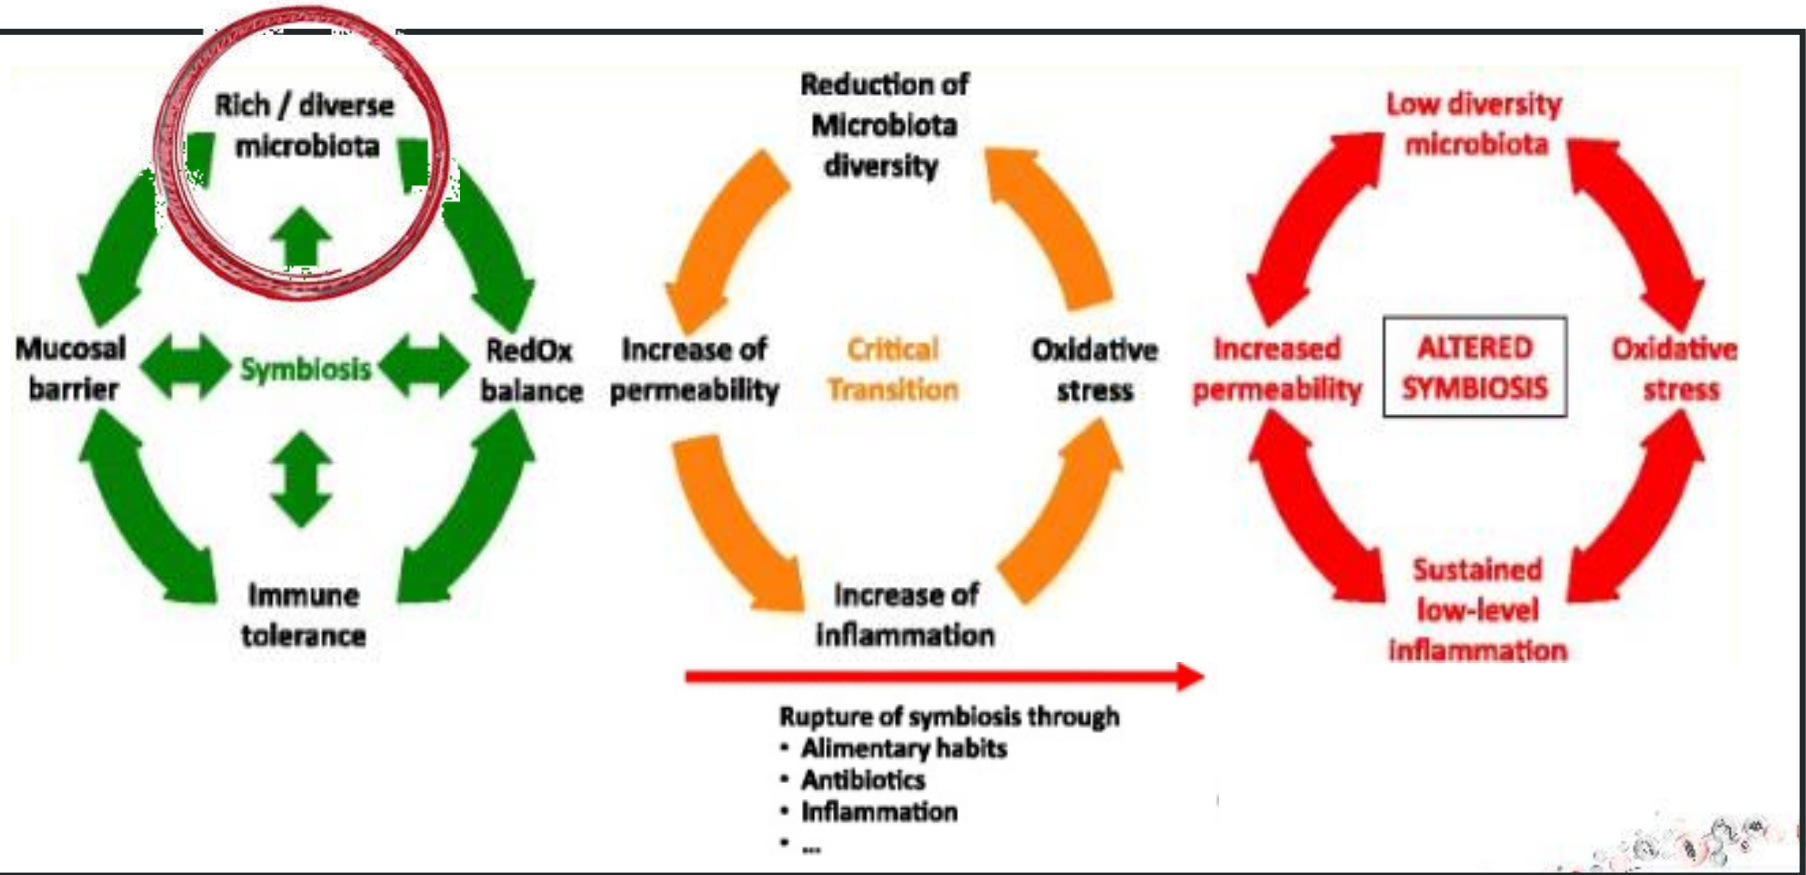 Rich / diverse
microbiota
Mucosal
barrier
Symbiosis
RedOx
balance
Immune
tolerance
Reduction of
Microbiota
diversity
Increase of
permeability
Critical
Transition
Oxidative
stress
Increase of
inflammation
Low diversity
microbiota
Increased
permeability
ALTERED
SYMBIOSIS
Oxidative
stress
Sustained
low-level
inflammation
Rupture of symbiosis through
• Alimentary habits
• Antibiotics
• Inflammation
• ...